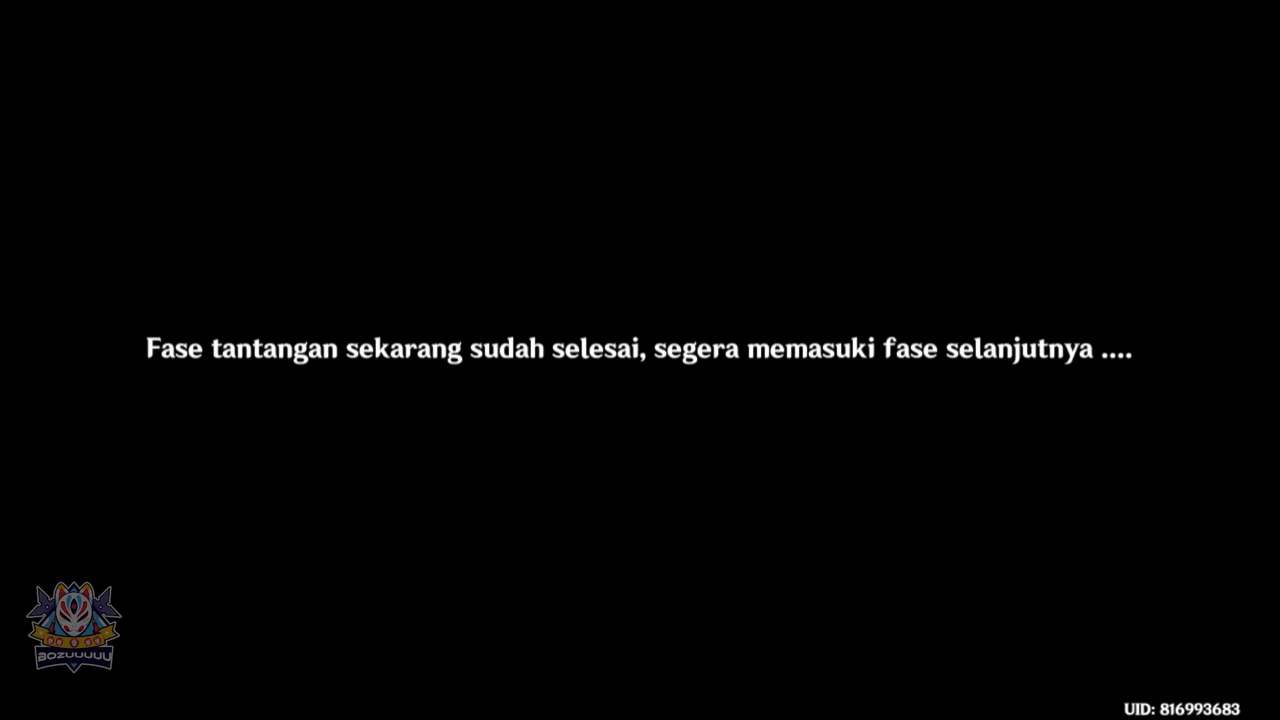 Fase tantangan sekarang sudah selesai, segera memasuki fase selanjutnya ....
BOZUUUUU
UID: 816993683